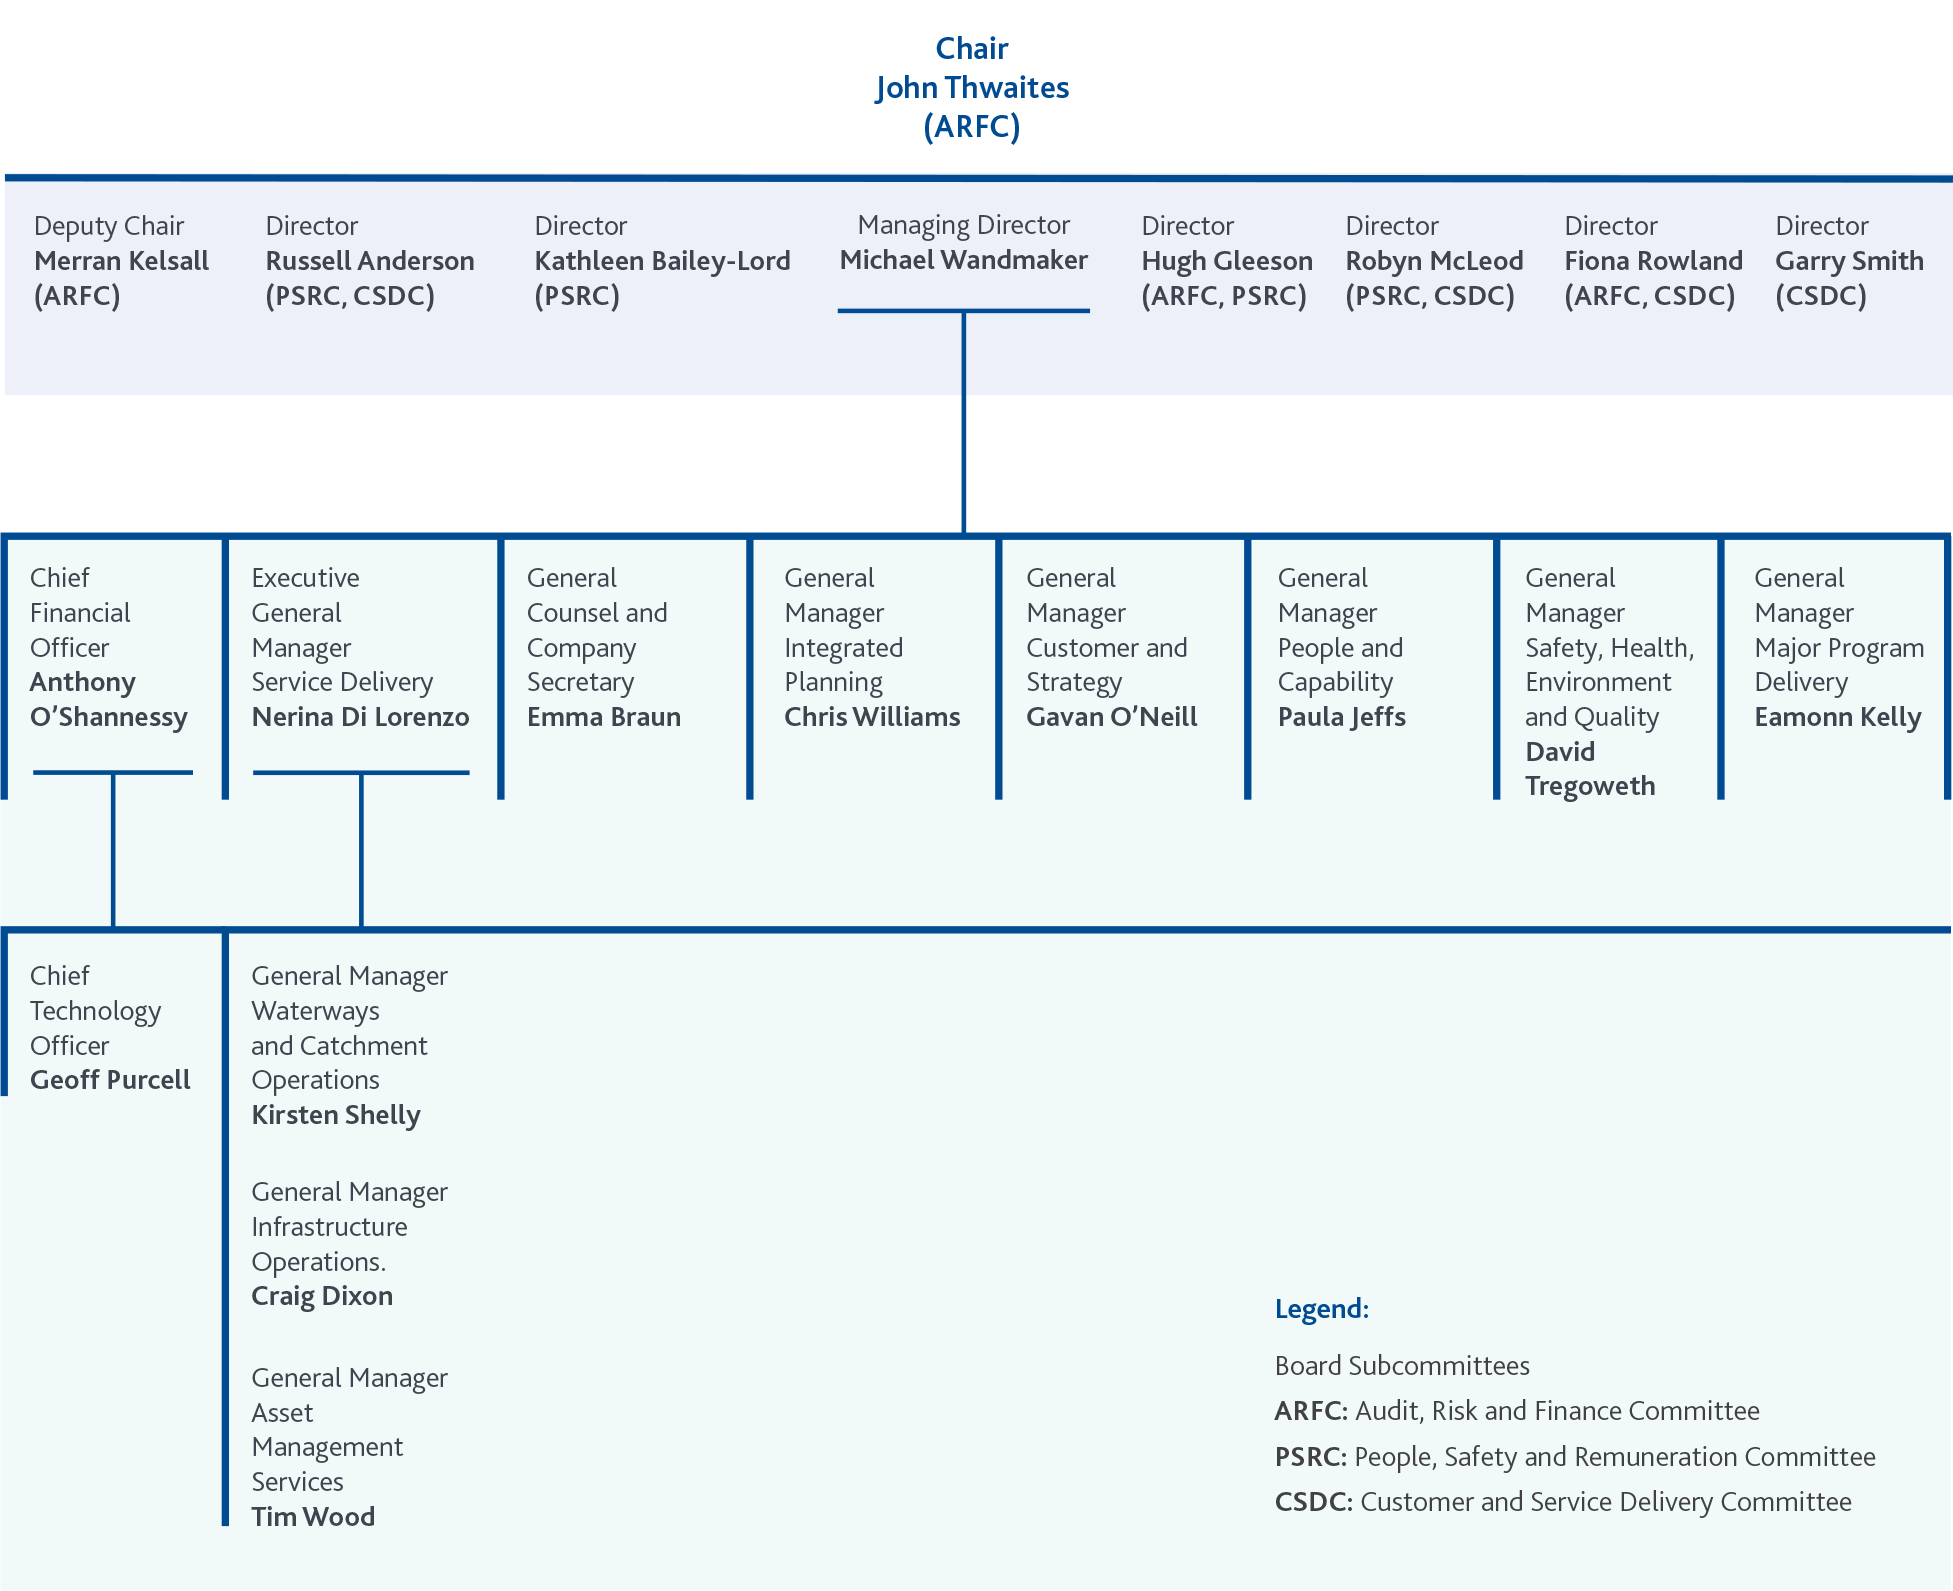 Chair
John Thwaites
(ARFC)
Deputy Chair
Merran Kelsall
(ARFC)
Director
Russell Anderson
(PSRC, CSDC)
Director
Kathleen Bailey-Lord
(PSRC)
Managing Director
Michael Wandmaker
Director
Hugh Gleeson
(ARFC, PSRC)
Director
Robyn McLeod
(PSRC, CSDC)
Director
Fiona Rowland
(ARFC, CSDC)
Director
Garry Smith
(CSDC)
Chief
Financial
Officer
Anthony
O’Shannessy
Executive
General
Manager
Service Delivery
Nerina Di Lorenzo
General
Counsel and
Company
Secretary
Emma Braun
General
Manager
Integrated
Planning
Chris Williams
General
Manager
Customer and
Strategy
Gavan O’Neill
General
Manager
People and
Capability
Paula Jeffs
General
Manager
Safety, Health,
Environment
and Quality
David
Tregoweth
General
Manager
Major Program
Delivery
Eamonn Kelly
Chief
Technology
Officer
Geoff Purcell
General Manager
Waterways
and Catchment
Operations
Kirsten Shelly
General Manager
Infrastructure
Operations.
Craig Dixon
General Manager
Asset
Management
Services
Tim Wood
Legend:
Board Subcommittees
ARFC: Audit, Risk and Finance Committee
PSRC: People, Safety and Remuneration Committee
CSDC: Customer and Service Delivery Committee